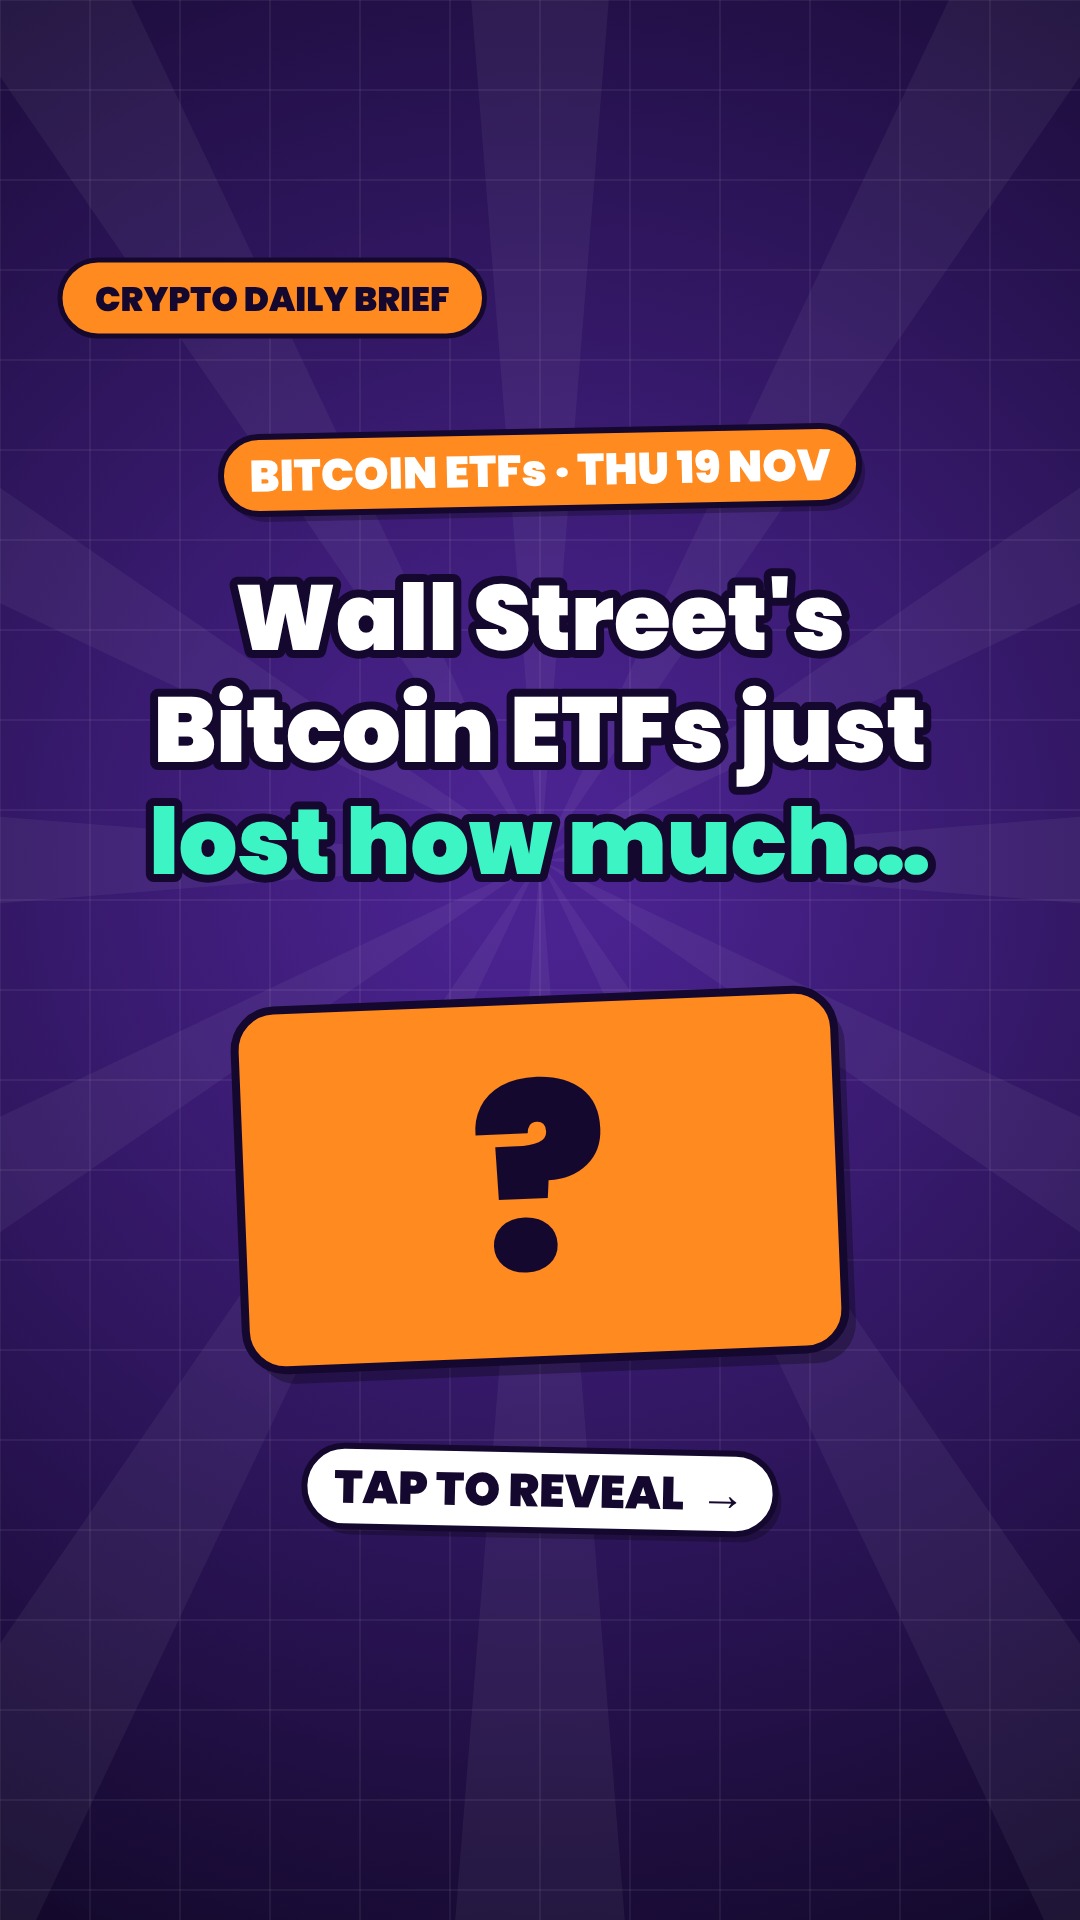 CRYPTO DAILY BRIEF
BITCOIN ETFs • THU 19 NOV
Wall Street's
Bitcoin ETFs just
lost how much...
?
TAP TO REVEAL →